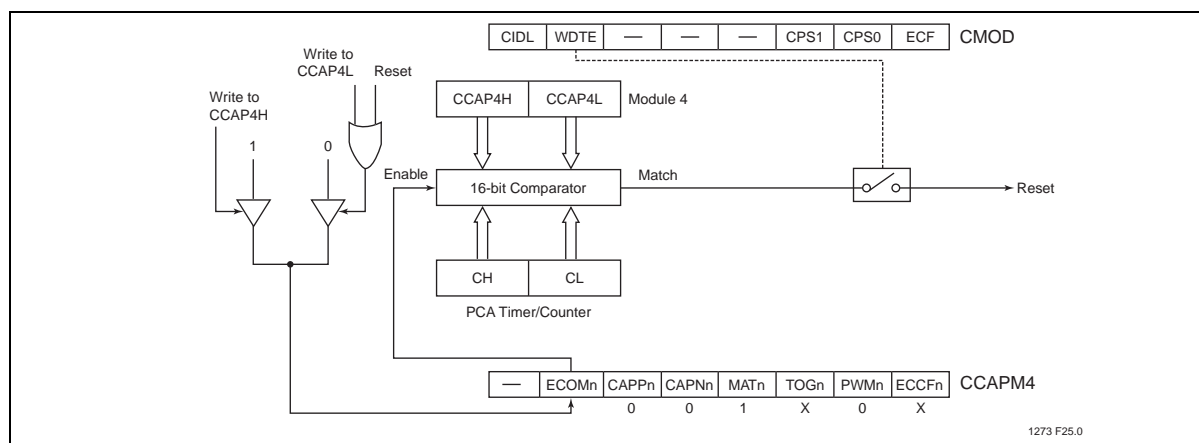 CIDL WDTE — — — CPS1 CPS0 ECF CMOD
Write to
CCAP4L Reset
Write to
CCAP4H
CCAP4H CCAP4L Module 4
1 0
Enable 16-bit Comparator Match Reset
CH CL
PCA Timer/Counter
— ECOMn CAPPn CAPNn MATn TOGn PWMn ECCFn CCAPM4
0 0 1 X 0 X
1273 F25.0